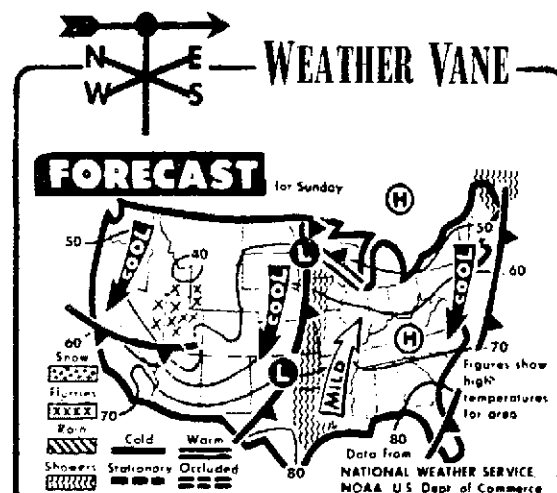 N E
W S
WEATHER VANE
FORECAST
for Sunday
H
50
50
40
COOL
L
COOL
COOL
60
H
60
70
L
MILD
Figures show
high
temperatures
for area
Snow
Flurries
70
Rain
Cold
Warm
80
Data from
Showers
Stationary
Occluded
80
NATIONAL WEATHER SERVICE,
NOAA U S Dept of Commerce